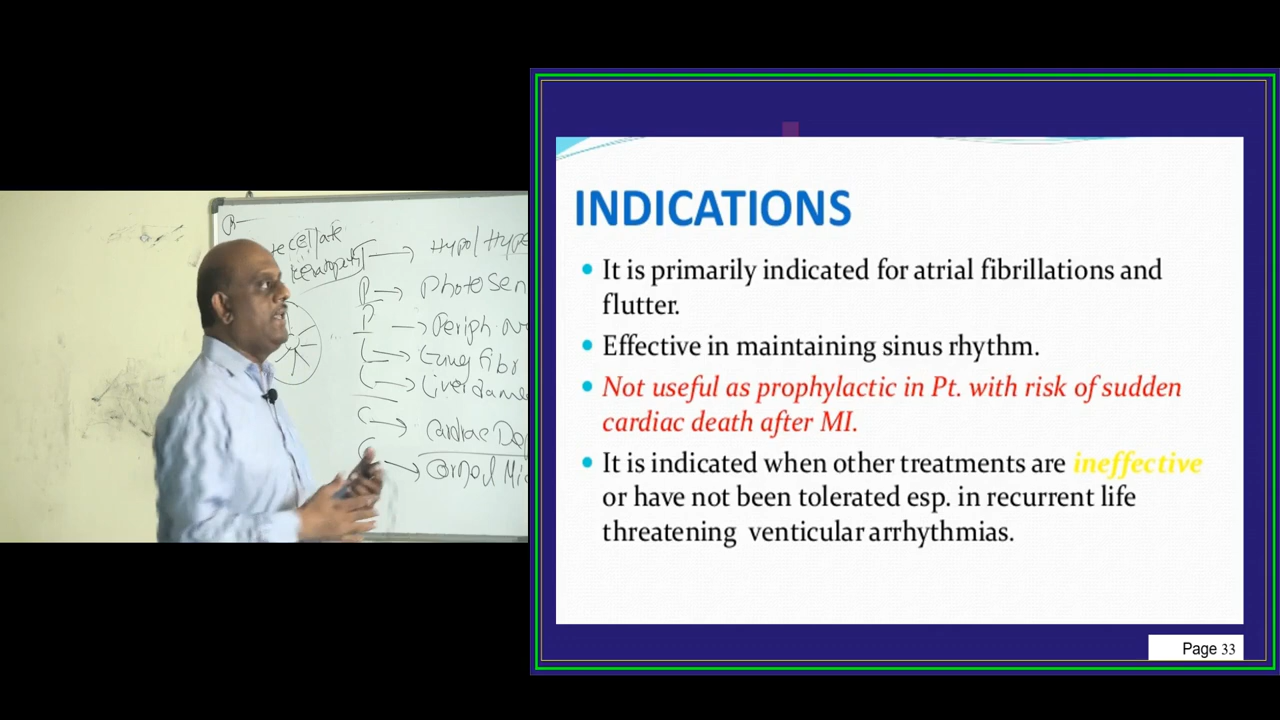 Hypo/
Photosen
Periph.
Lung fibr
Liver dama
Cardiac Dep
Corneal Mic
P
P
L
L
C
C
INDICATIONS
• It is primarily indicated for atrial fibrillations and
flutter.
• Effective in maintaining sinus rhythm.
• Not useful as prophylactic in Pt. with risk of sudden
cardiac death after MI.
• It is indicated when other treatments are ineffective
or have not been tolerated esp. in recurrent life
threatening venticular arrhythmias.
Page 33